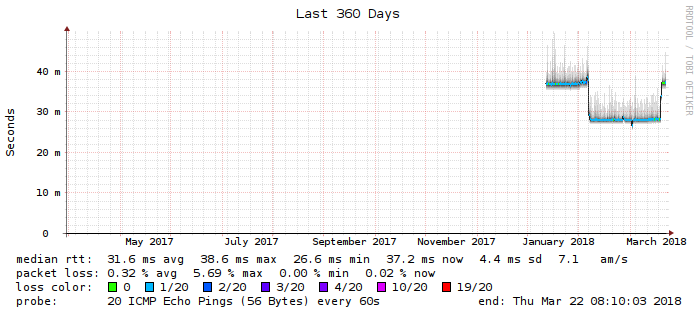 Last 360 Days
RRDTOOL / TOBI OETIKER
Seconds
40 m
30 m
20 m
10 m
0
May 2017 July 2017 September 2017 November 2017 January 2018 March 2018
median rtt: 31.6 ms avg 38.6 ms max 26.6 ms min 37.2 ms now 4.4 ms sd 7.1 am/s
packet loss: 0.32 % avg 5.69 % max 0.00 % min 0.02 % now
loss color: 0 1/20 2/20 3/20 4/20 10/20 19/20
probe: 20 ICMP Echo Pings (56 Bytes) every 60s end: Thu Mar 22 08:10:03 2018